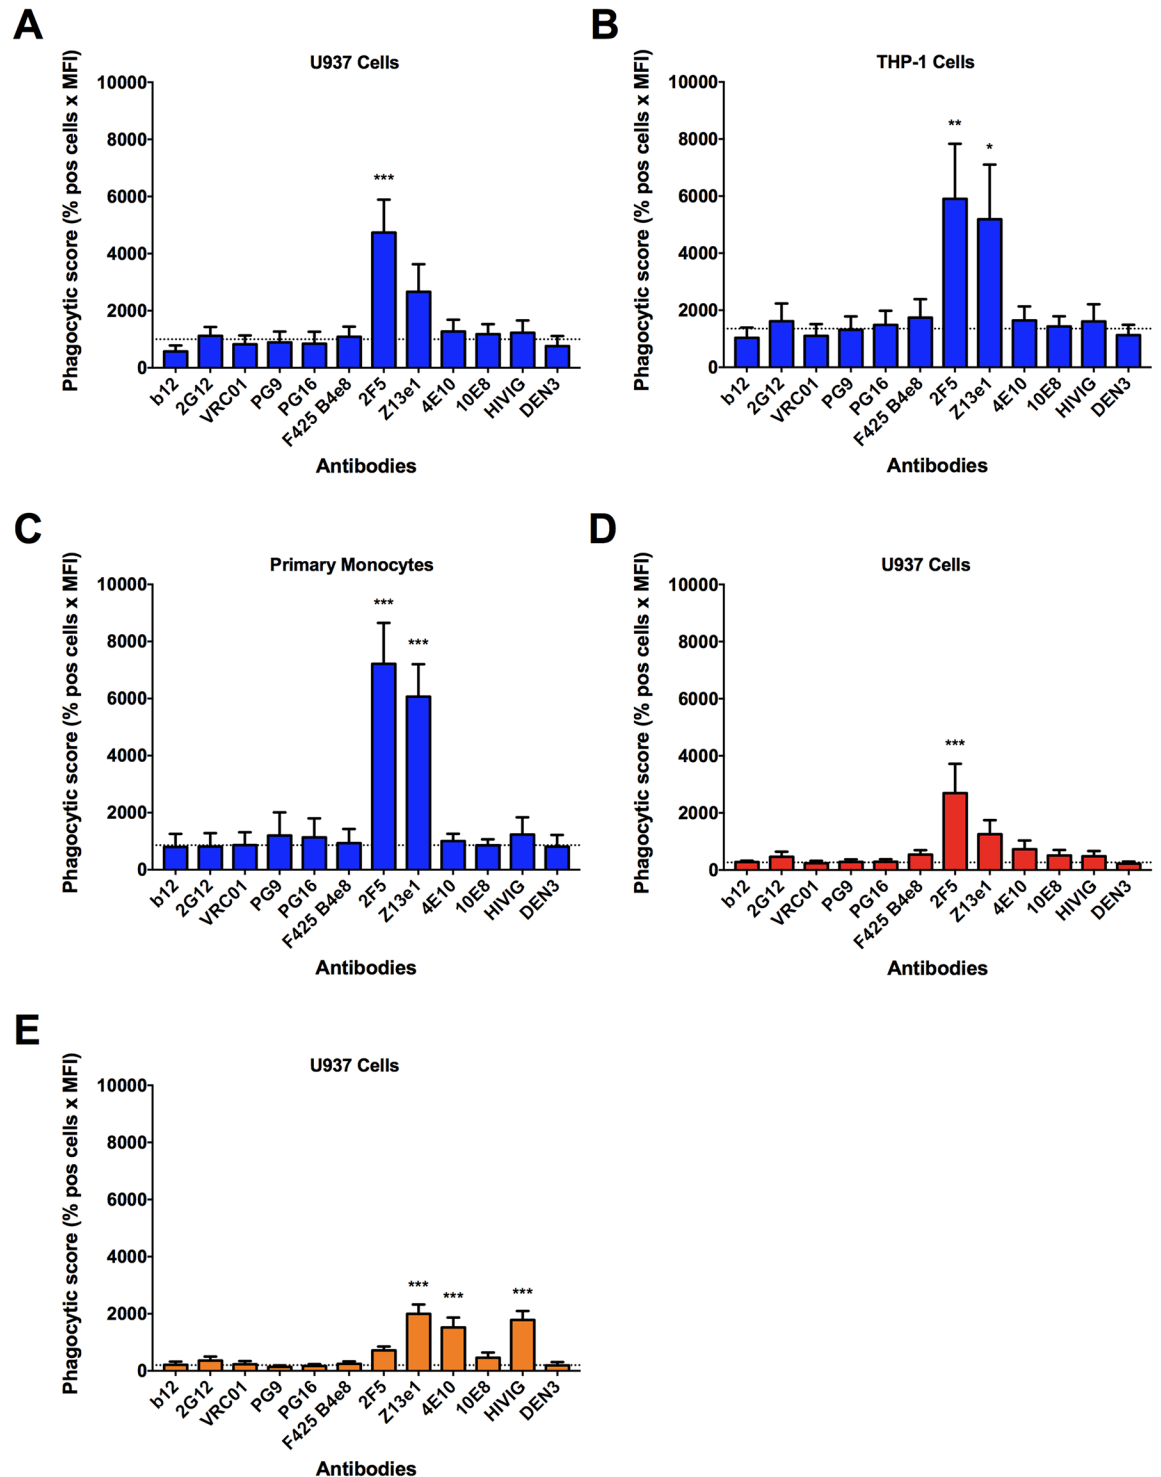 A
U937 Cells
Phagocytic score (% pos cells x MFI)
10000
8000
6000
4000
2000
0
***
b12
2G12
VRC01
PG9
PG16
F425 B4e8
2F5
Z13e1
4E10
10E8
HIVIG
DEN3
Antibodies
B
THP-1 Cells
Phagocytic score (% pos cells x MFI)
10000
8000
6000
4000
2000
0
**
*
b12
2G12
VRC01
PG9
PG16
F425 B4e8
2F5
Z13e1
4E10
10E8
HIVIG
DEN3
Antibodies
C
Primary Monocytes
Phagocytic score (% pos cells x MFI)
10000
8000
6000
4000
2000
0
***
***
b12
2G12
VRC01
PG9
PG16
F425 B4e8
2F5
Z13e1
4E10
10E8
HIVIG
DEN3
Antibodies
D
U937 Cells
Phagocytic score (% pos cells x MFI)
10000
8000
6000
4000
2000
0
***
b12
2G12
VRC01
PG9
PG16
F425 B4e8
2F5
Z13e1
4E10
10E8
HIVIG
DEN3
Antibodies
E
U937 Cells
Phagocytic score (% pos cells x MFI)
10000
8000
6000
4000
2000
0
***
***
***
b12
2G12
VRC01
PG9
PG16
F425 B4e8
2F5
Z13e1
4E10
10E8
HIVIG
DEN3
Antibodies